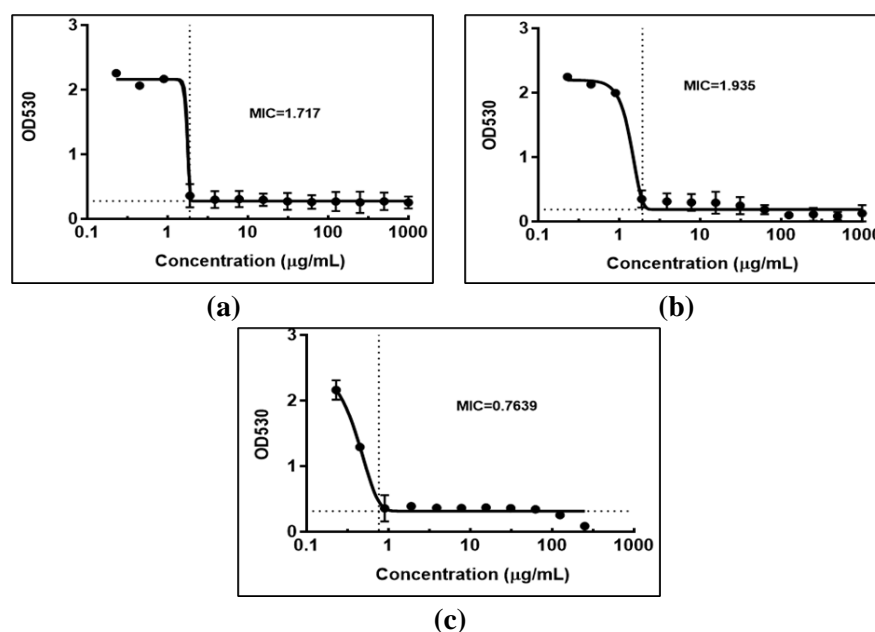 3
2
1
0
OD530
MIC=1.717
0.1 1 10 100 1000
Concentration (μg/mL)
(a)
3
2
1
0
OD530
MIC=1.935
0.1 1 10 100 1000
Concentration (μg/mL)
(b)
3
2
1
0
OD530
MIC=0.7639
0.1 1 10 100 1000
Concentration (μg/mL)
(c)